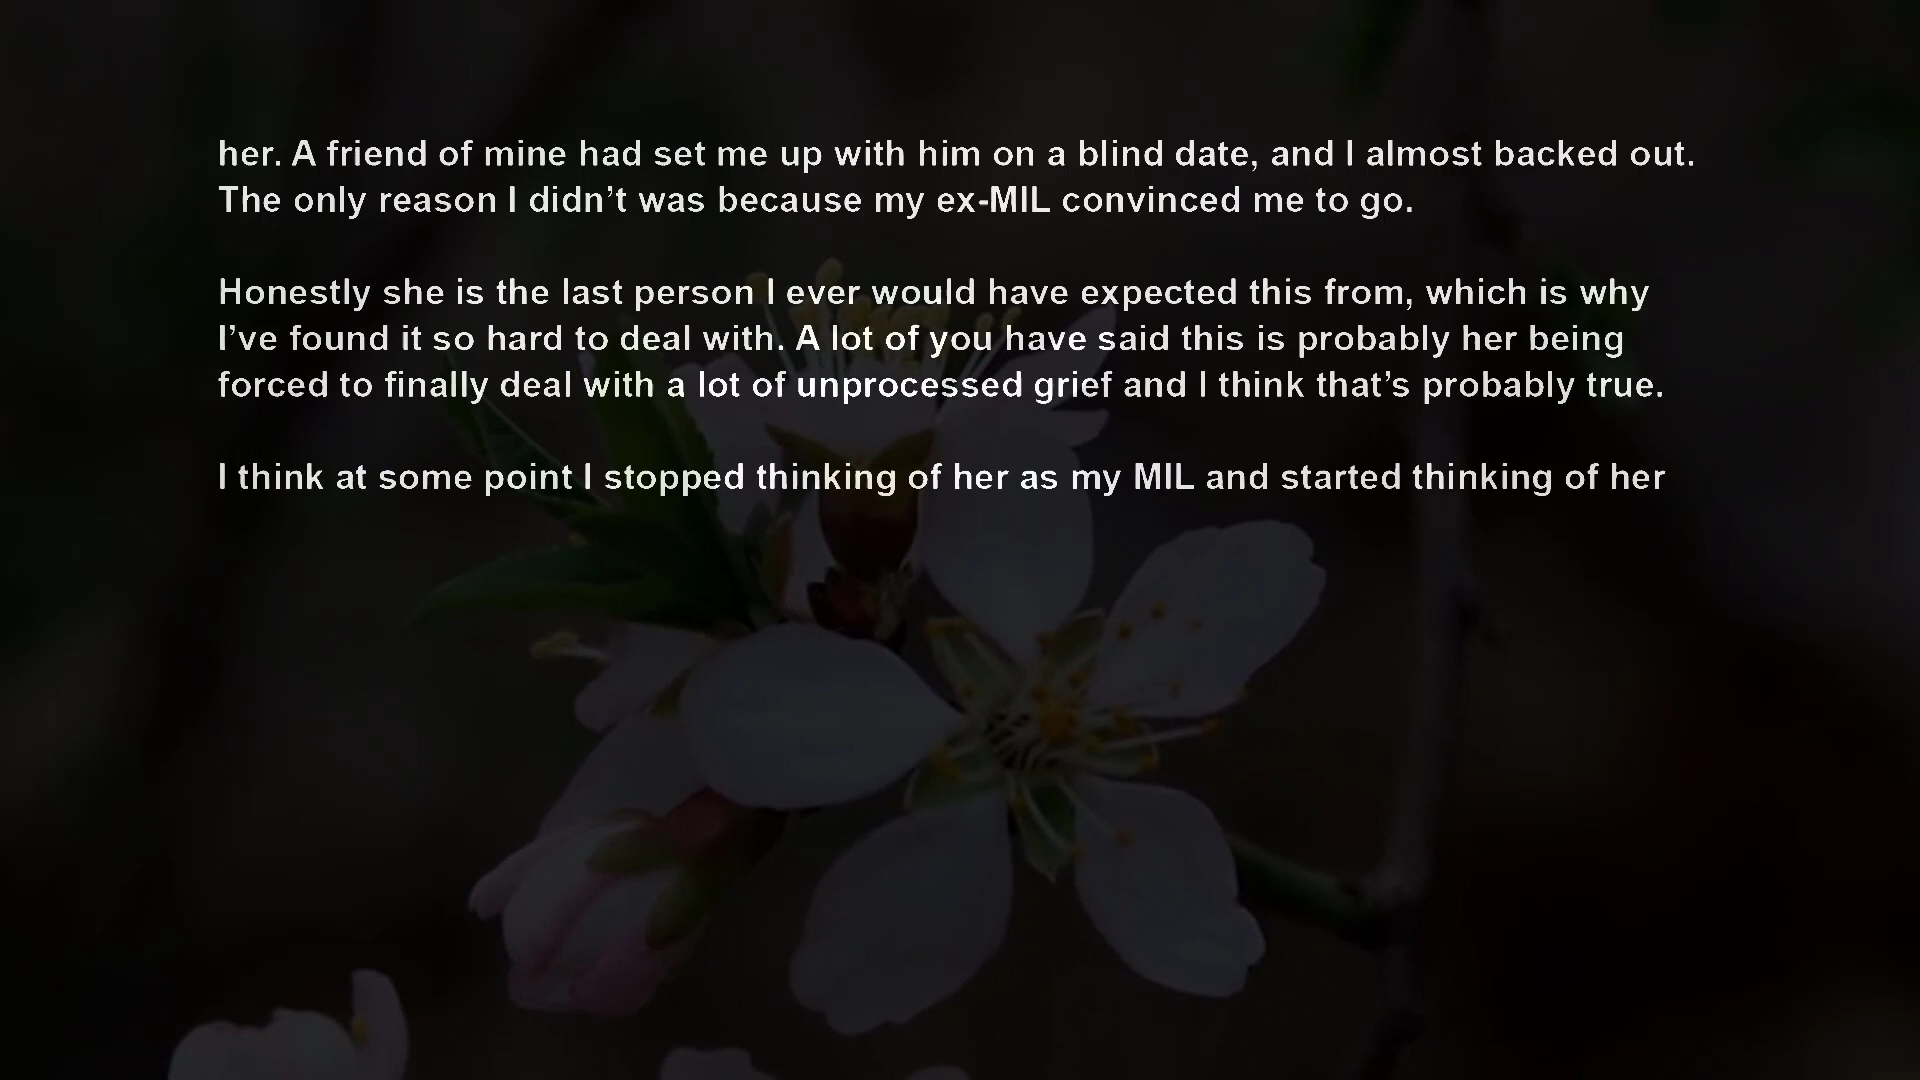 her. A friend of mine had set me up with him on a blind date, and I almost backed out.
The only reason I didn’t was because my ex-MIL convinced me to go.
Honestly she is the last person I ever would have expected this from, which is why
I’ve found it so hard to deal with. A lot of you have said this is probably her being
forced to finally deal with a lot of unprocessed grief and I think that’s probably true.
I think at some point I stopped thinking of her as my MIL and started thinking of her